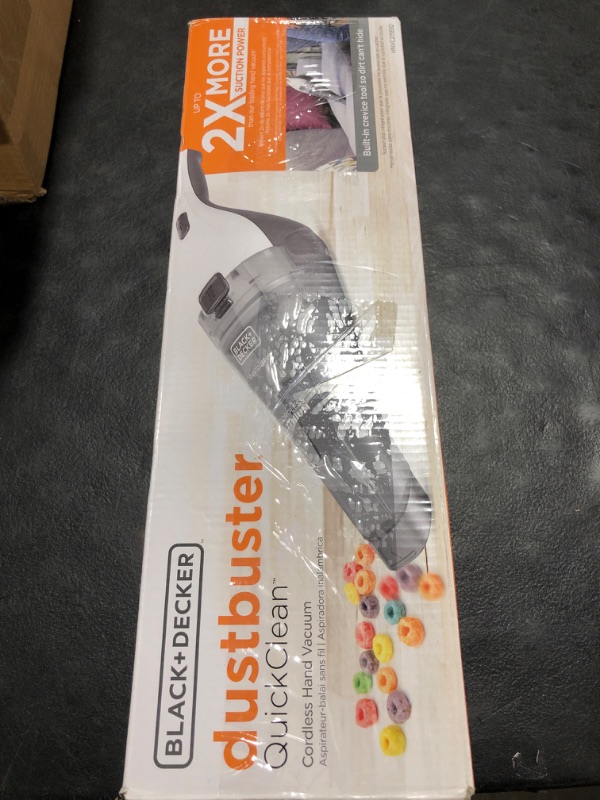 UP TO
2X MORE
SUCTION POWER
Built-in crevice tool so dirt can't hide
BLACK+
DECKER
BLACK+DECKER
dustbuster
QuickClean™
Cordless Hand Vacuum
Aspirateur-balai sans fil | Aspiradora inalámbrica